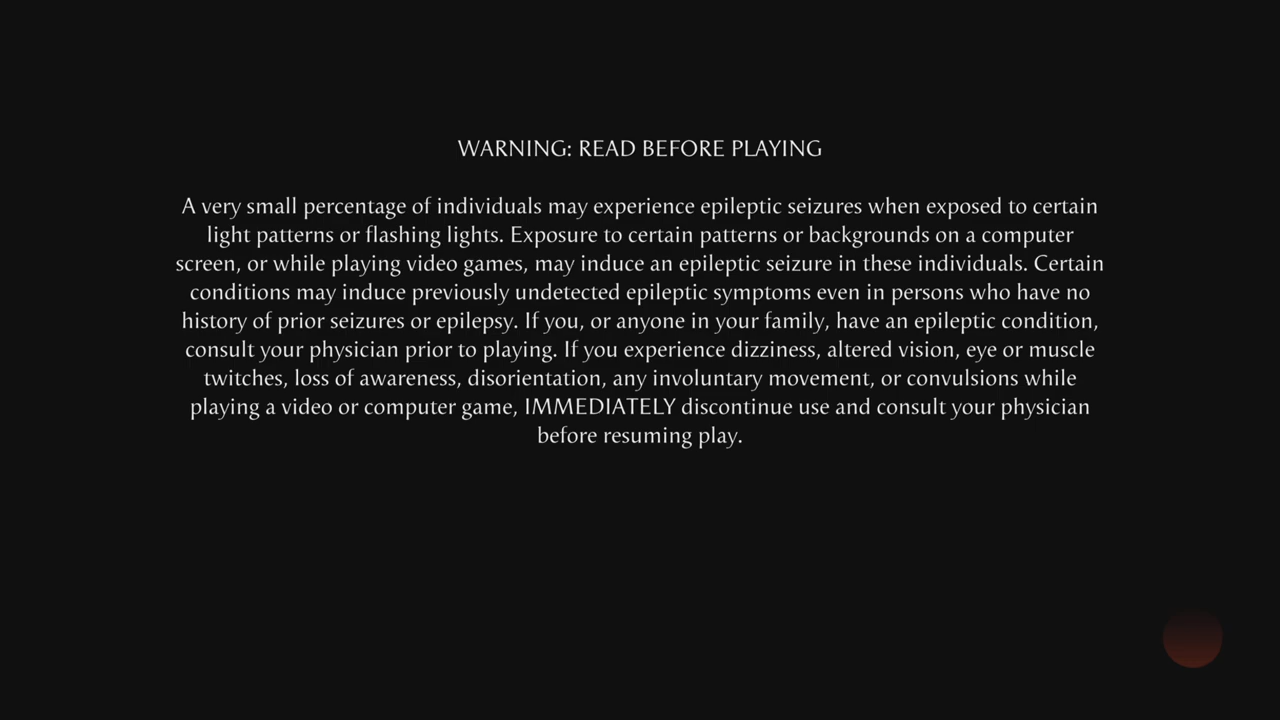 WARNING: READ BEFORE PLAYING
A very small percentage of individuals may experience epileptic seizures when exposed to certain
light patterns or flashing lights. Exposure to certain patterns or backgrounds on a computer
screen, or while playing video games, may induce an epileptic seizure in these individuals. Certain
conditions may induce previously undetected epileptic symptoms even in persons who have no
history of prior seizures or epilepsy. If you, or anyone in your family, have an epileptic condition,
consult your physician prior to playing. If you experience dizziness, altered vision, eye or muscle
twitches, loss of awareness, disorientation, any involuntary movement, or convulsions while
playing a video or computer game, IMMEDIATELY discontinue use and consult your physician
before resuming play.